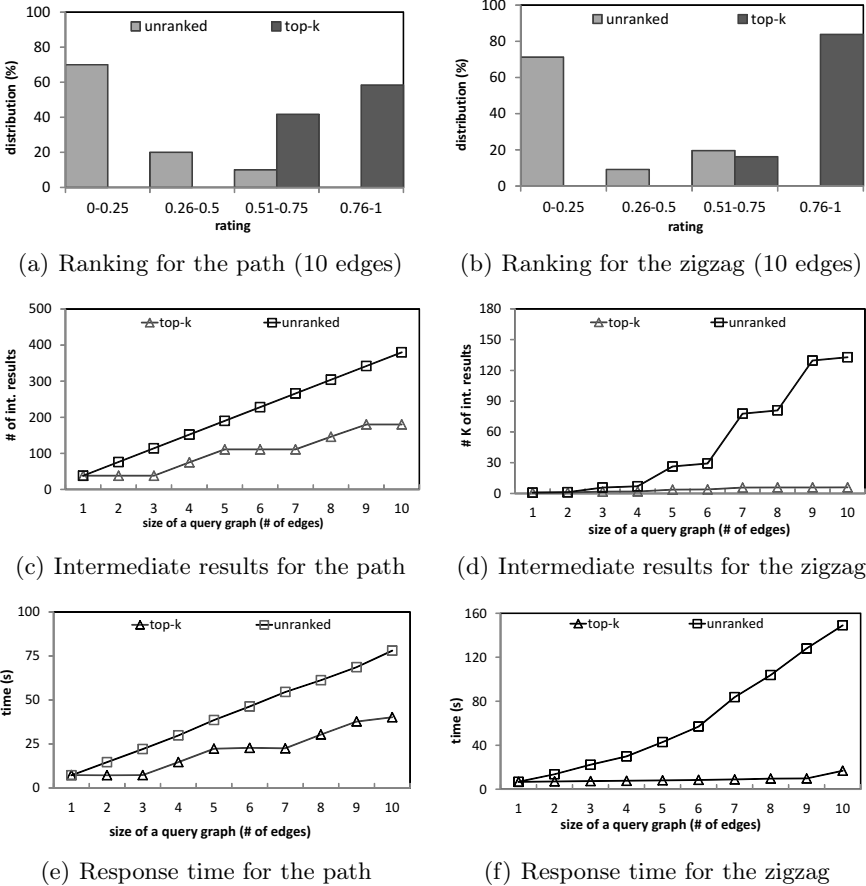 unranked top-k
distribution (%)
100
80
60
40
20
0
0-0.25 0.26-0.5 0.51-0.75 0.76-1
rating
(a) Ranking for the path (10 edges)
unranked top-k
distribution (%)
100
80
60
40
20
0
0-0.25 0.26-0.5 0.51-0.75 0.76-1
rating
(b) Ranking for the zigzag (10 edges)
top-k unranked
# of int. results
500
400
300
200
100
0
1 2 3 4 5 6 7 8 9 10
size of a query graph (# of edges)
(c) Intermediate results for the path
top-k unranked
# K of int. results
180
150
120
90
60
30
0
1 2 3 4 5 6 7 8 9 10
size of a query graph (# of edges)
(d) Intermediate results for the zigzag
top-k unranked
time (s)
100
75
50
25
0
1 2 3 4 5 6 7 8 9 10
size of a query graph (# of edges)
(e) Response time for the path
top-k unranked
time (s)
160
120
80
40
0
1 2 3 4 5 6 7 8 9 10
size of a query graph (# of edges)
(f) Response time for the zigzag